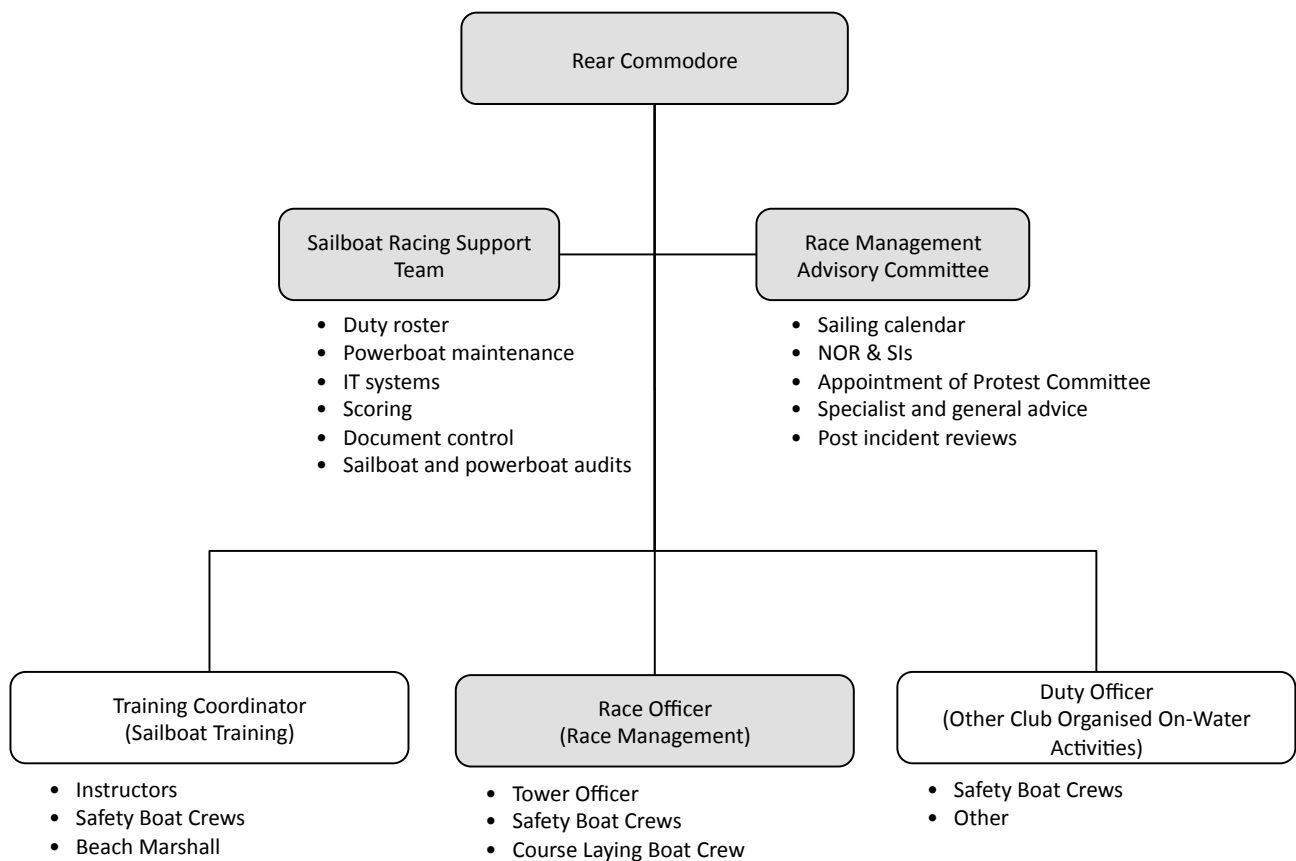 Rear Commodore
Sailboat Racing Support
Team
• Duty roster
• Powerboat maintenance
• IT systems
• Scoring
• Document control
• Sailboat and powerboat audits
Race Management
Advisory Committee
• Sailing calendar
• NOR & SIs
• Appointment of Protest Committee
• Specialist and general advice
• Post incident reviews
Training Coordinator
(Sailboat Training)
• Instructors
• Safety Boat Crews
• Beach Marshall
Race Officer
(Race Management)
• Tower Officer
• Safety Boat Crews
• Course Laying Boat Crew
Duty Officer
(Other Club Organised On-Water
Activities)
• Safety Boat Crews
• Other